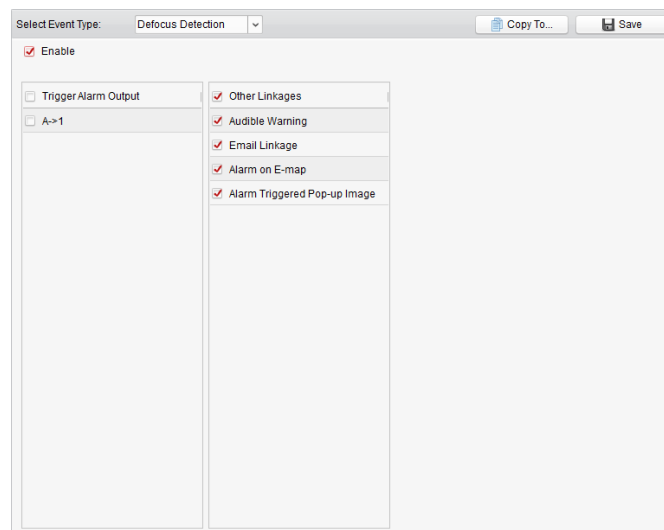 Select Event Type: Defocus Detection Copy To... Save
Enable
Trigger Alarm Output Other Linkages
A->1 Audible Warning
Email Linkage
Alarm on E-map
Alarm Triggered Pop-up Image